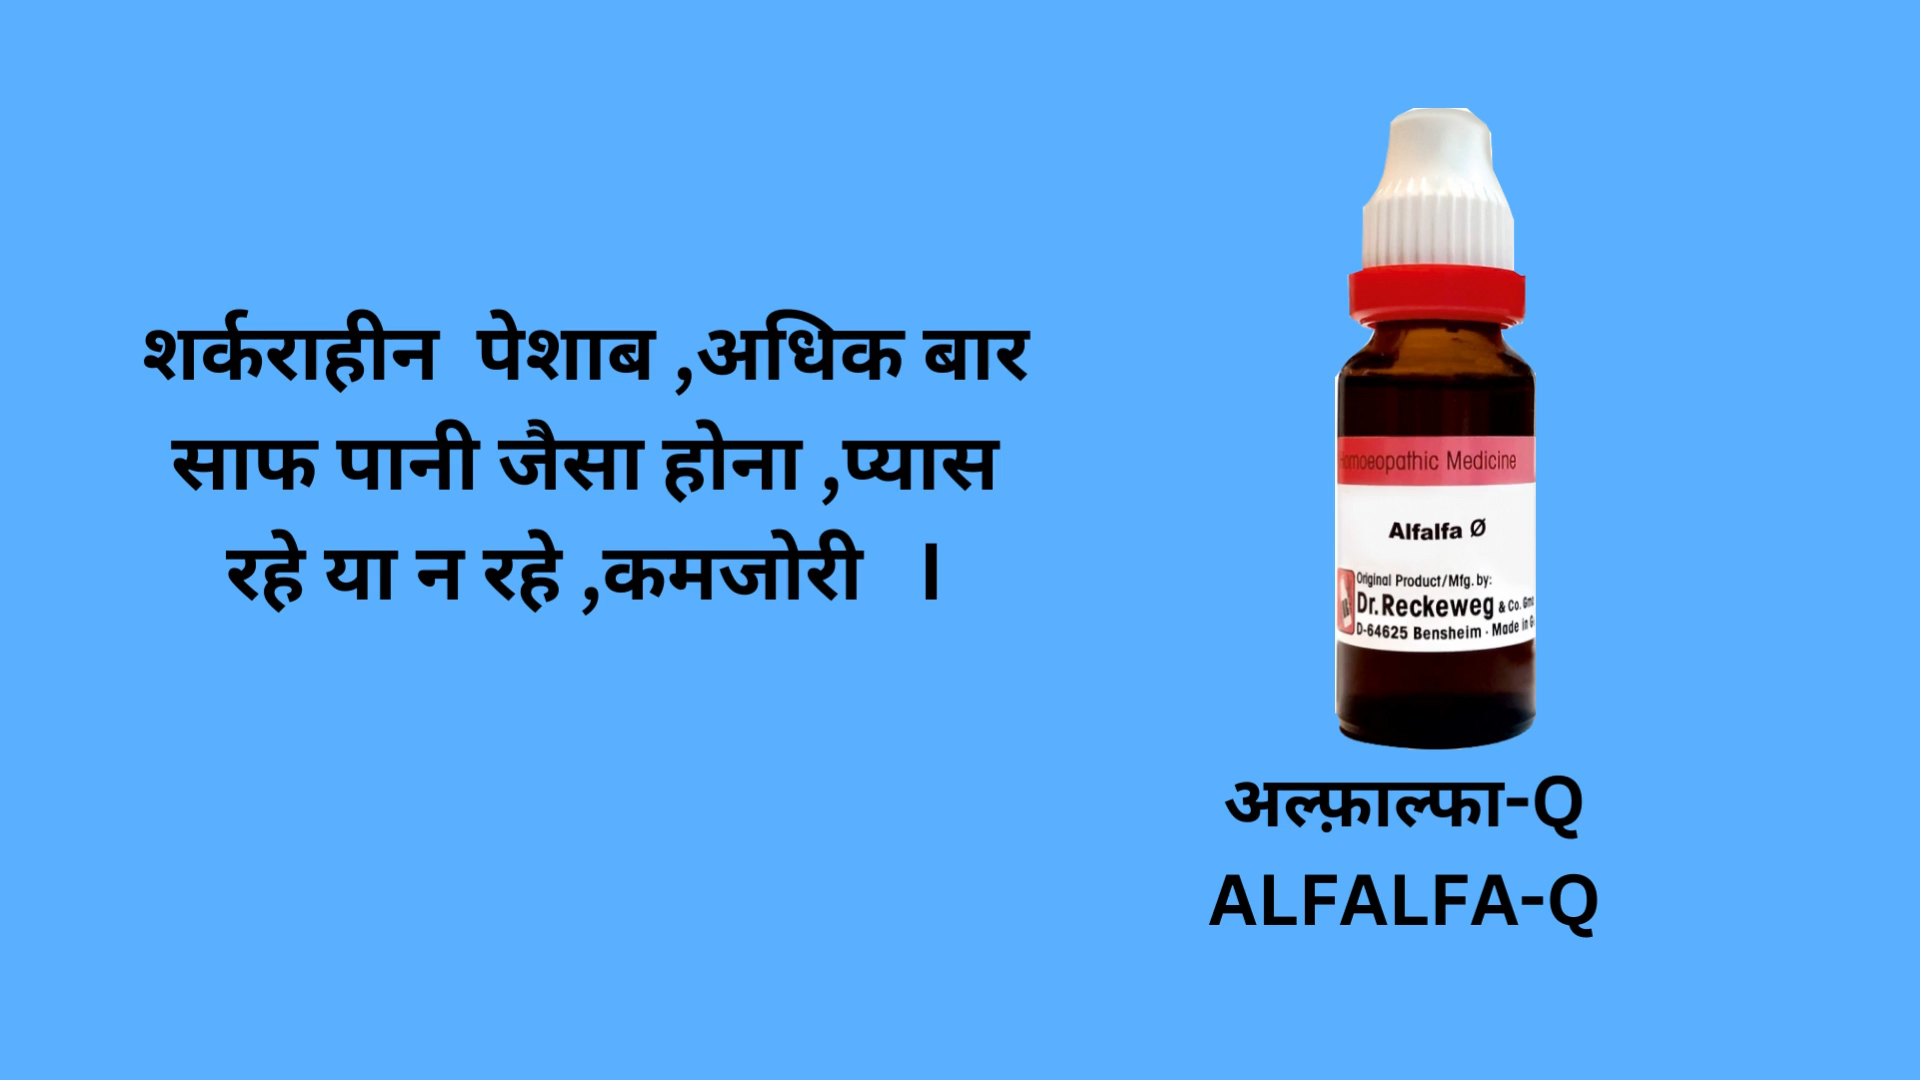 शर्कराहीन पेशाब ,अधिक बार
साफ पानी जैसा होना ,प्यास
रहे या न रहे ,कमजोरी ।
Homoeopathic Medicine
Alfalfa Ø
Original Product/Mfg. by:
Dr. Reckeweg & Co.
D-64625 Bensheim · Made in
अल्फ़ाल्फा-Q
ALFALFA-Q